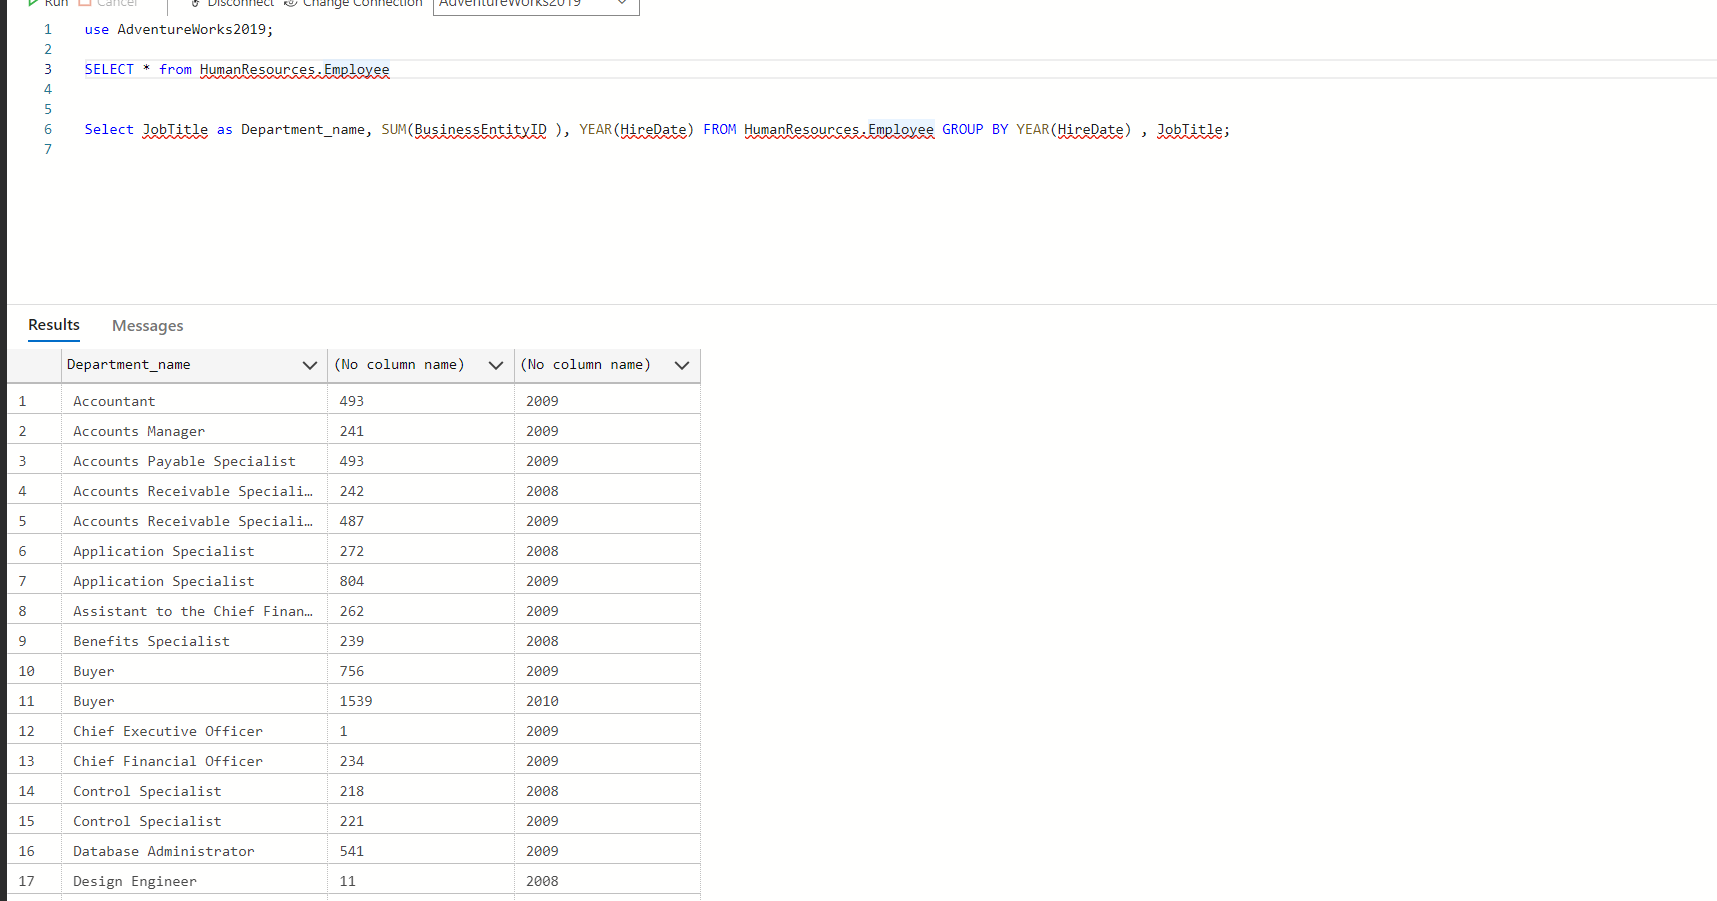 Run Cancel Disconnect Change Connection AdventureWorks2019
1 use AdventureWorks2019;
2
3 SELECT * from HumanResources.Employee
4
5
6 Select JobTitle as Department_name, SUM(BusinessEntityID ), YEAR(HireDate) FROM HumanResources.Employee GROUP BY YEAR(HireDate) , JobTitle;
7
Results Messages
Department_name (No column name) (No column name)
1 Accountant 493 2009
2 Accounts Manager 241 2009
3 Accounts Payable Specialist 493 2009
4 Accounts Receivable Speciali… 242 2008
5 Accounts Receivable Speciali… 487 2009
6 Application Specialist 272 2008
7 Application Specialist 804 2009
8 Assistant to the Chief Finan… 262 2009
9 Benefits Specialist 239 2008
10 Buyer 756 2009
11 Buyer 1539 2010
12 Chief Executive Officer 1 2009
13 Chief Financial Officer 234 2009
14 Control Specialist 218 2008
15 Control Specialist 221 2009
16 Database Administrator 541 2009
17 Design Engineer 11 2008